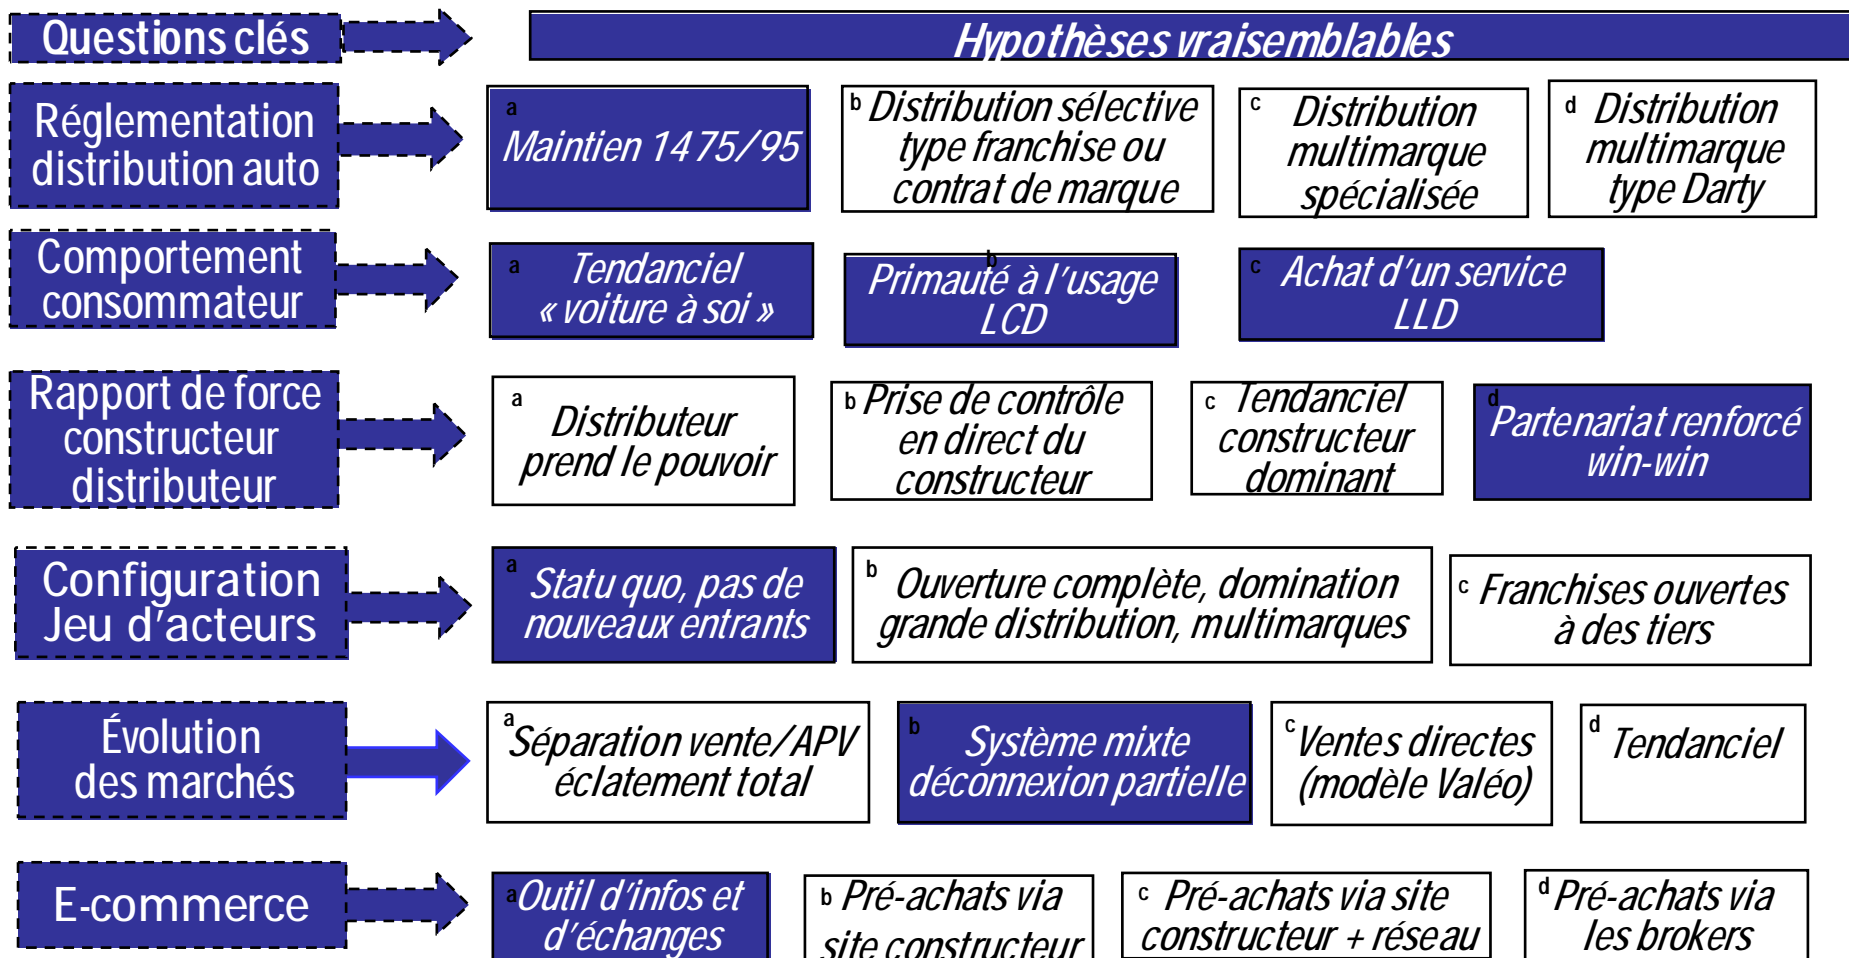 Questions clés
Hypothèses vraisemblables
Réglementation
distribution auto
a
Maintien 1475/95
b Distribution sélective
type franchise ou
contrat de marque
c Distribution
multimarque
spécialisée
d Distribution
multimarque
type Darty
Comportement
consommateur
a Tendanciel
« voiture à soi »
b
Primauté à l’usage
LCD
c Achat d’un service
LLD
Rapport de force
constructeur
distributeur
a
Distributeur
prend le pouvoir
b Prise de contrôle
en direct du
constructeur
c Tendanciel
constructeur
dominant
d
Partenariat renforcé
win-win
Configuration
Jeu d’acteurs
a
Statu quo, pas de
nouveaux entrants
b Ouverture complète, domination
grande distribution, multimarques
c Franchises ouvertes
à des tiers
Évolution
des marchés
a
Séparation vente/APV
éclatement total
b Système mixte
déconnexion partielle
c Ventes directes
(modèle Valéo)
d Tendanciel
E-commerce
a Outil d’infos et
d’échanges
b Pré-achats via
site constructeur
c Pré-achats via site
constructeur + réseau
d Pré-achats via
les brokers